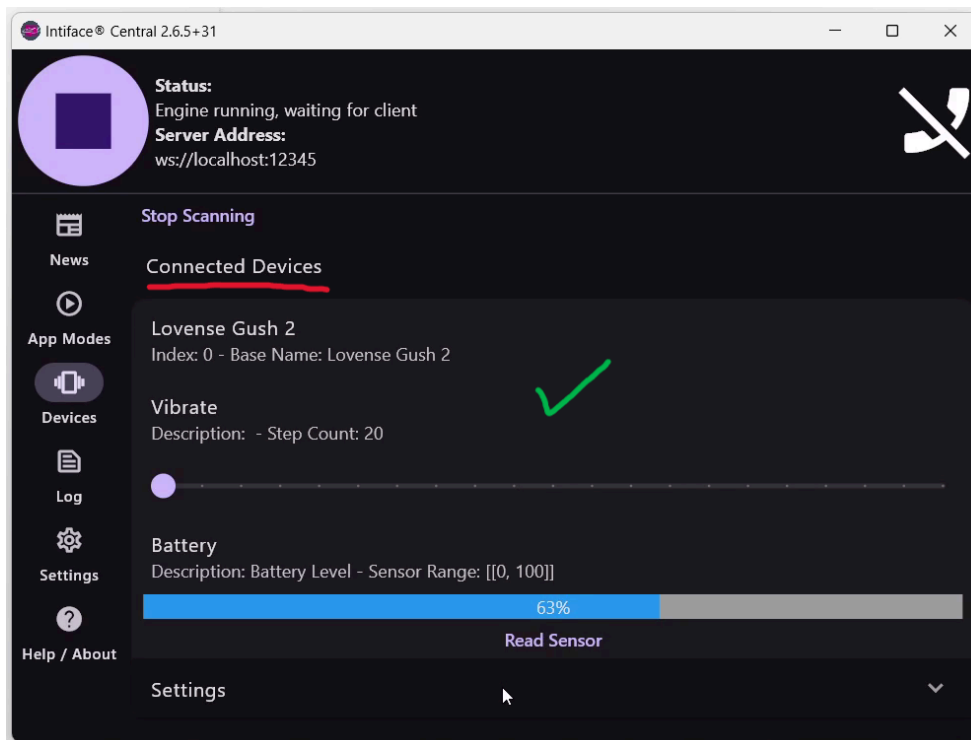 Intiface® Central 2.6.5+31
Status:
Engine running, waiting for client
Server Address:
ws://localhost:12345
News
App Modes
Devices
Log
Settings
Help / About
Stop Scanning
Connected Devices
Lovense Gush 2
Index: 0 - Base Name: Lovense Gush 2
Vibrate
Description:  - Step Count: 20
Battery
Description: Battery Level - Sensor Range: [[0, 100]]
63%
Read Sensor
Settings